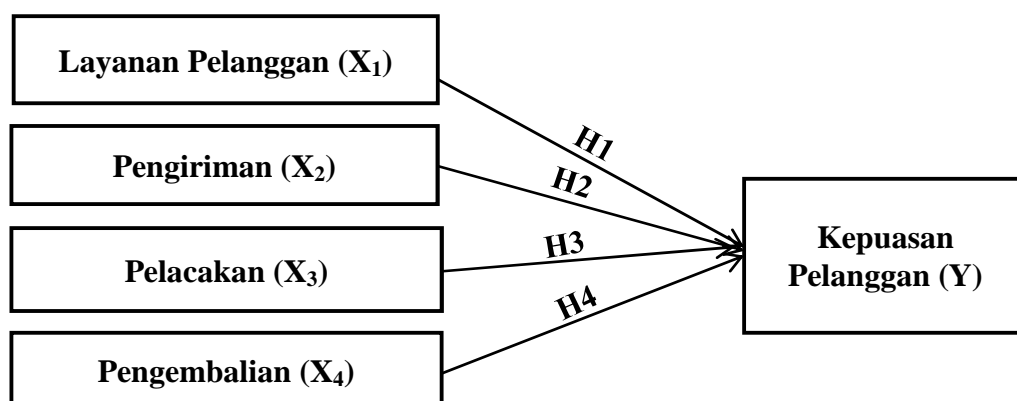 Layanan Pelanggan (X₁)
H1
Pengiriman (X₂)
H2
Pelacakan (X₃)
H3
Pengembalian (X₄)
H4
Kepuasan
Pelanggan (Y)